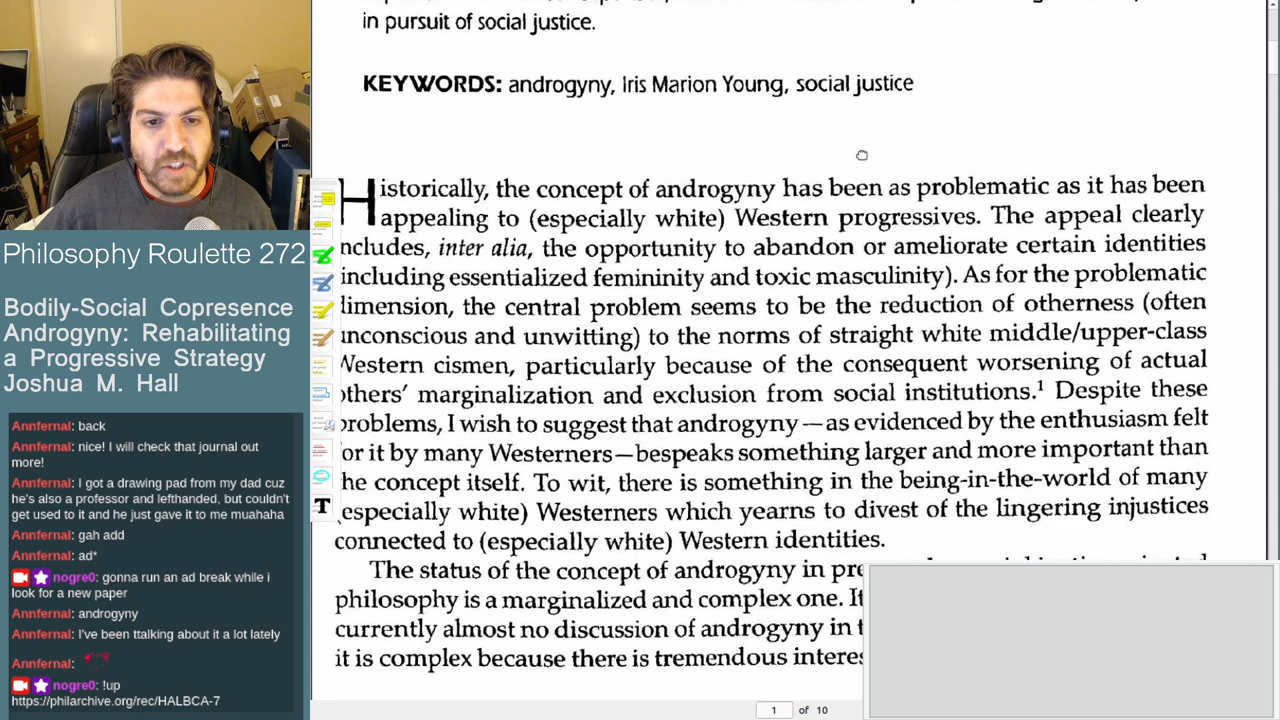 in pursuit of social justice.
KEYWORDS: androgyny, Iris Marion Young, social justice
Historically, the concept of androgyny has been as problematic as it has been
appealing to (especially white) Western progressives. The appeal clearly
ncludes, inter alia, the opportunity to abandon or ameliorate certain identities
including essentialized femininity and toxic masculinity). As for the problematic
dimension, the central problem seems to be the reduction of otherness (often
unconscious and unwitting) to the norms of straight white middle/upper-class
Western cismen, particularly because of the consequent worsening of actual
others' marginalization and exclusion from social institutions.¹ Despite these
problems, I wish to suggest that androgyny—as evidenced by the enthusiasm felt
for it by many Westerners—bespeaks something larger and more important than
the concept itself. To wit, there is something in the being-in-the-world of many
(especially white) Westerners which yearns to divest of the lingering injustices
connected to (especially white) Western identities.
The status of the concept of androgyny in pre
philosophy is a marginalized and complex one. It
currently almost no discussion of androgyny in t
it is complex because there is tremendous interes
1 of 10
T
Philosophy Roulette 272
Bodily-Social Copresence
Androgyny: Rehabilitating
a Progressive Strategy
Joshua M. Hall
Annfernal: back
Annfernal: nice! I will check that journal out
more!
Annfernal: I got a drawing pad from my dad cuz
he's also a professor and lefthanded, but couldn't
get used to it and he just gave it to me muahaha
Annfernal: gah add
Annfernal: ad*
nogre0: gonna run an ad break while i
look for a new paper
Annfernal: androgyny
Annfernal: I've been ttalking about it a lot lately
Annfernal:
nogre0: !up
https://philarchive.org/rec/HALBCA-7